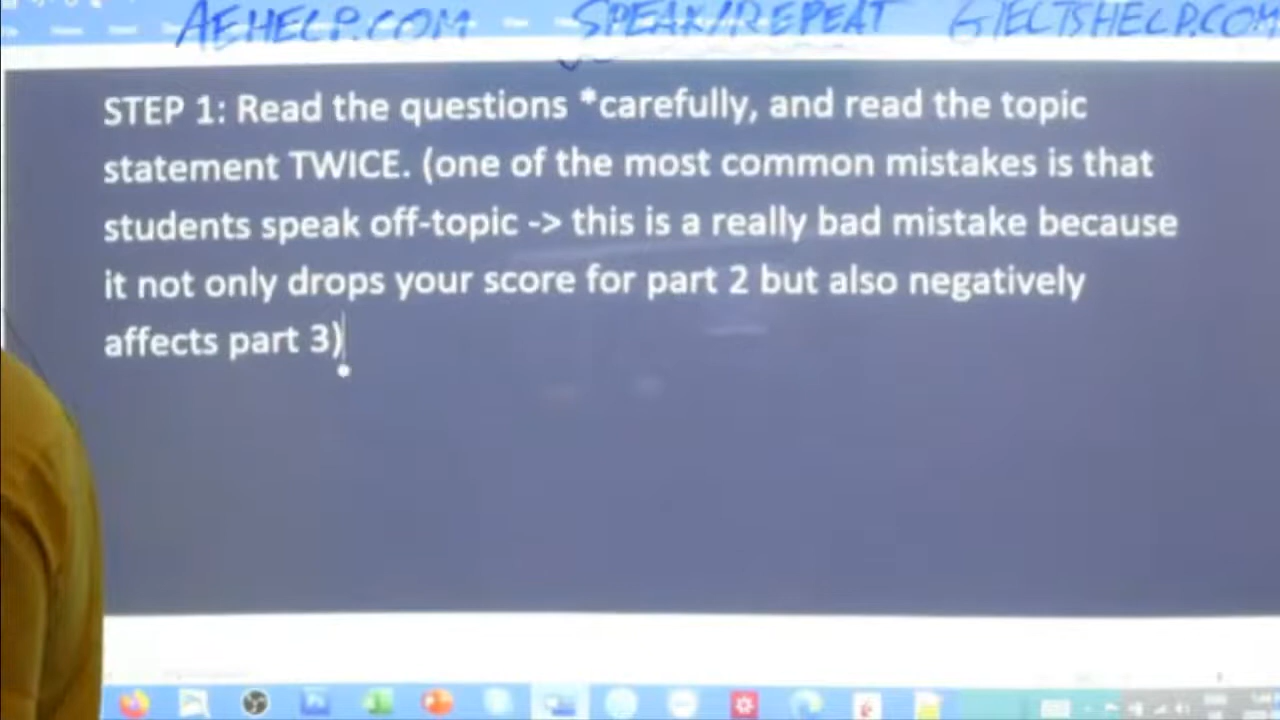 AEHELP.COM SPEAK/REPEAT GIELTSHELP.COM
STEP 1: Read the questions *carefully, and read the topic
statement TWICE. (one of the most common mistakes is that
students speak off-topic -> this is a really bad mistake because
it not only drops your score for part 2 but also negatively
affects part 3)